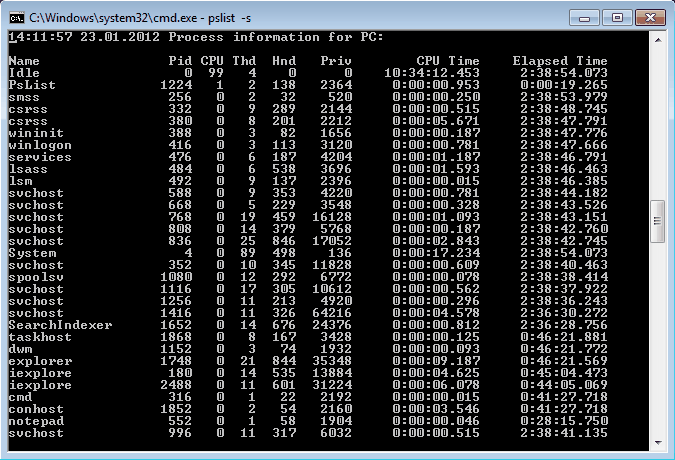 C:\Windows\system32\cmd.exe - pslist -s
14:11:57 23.01.2012 Process information for PC:
Name Pid CPU Thd Hnd Priv CPU Time Elapsed Time
Idle 0 99 4 0 0 10:34:12.453 2:38:54.073
PsList 1224 1 2 138 2364 0:00:00.953 0:00:19.265
smss 256 0 2 32 520 0:00:00.250 2:38:53.979
csrss 332 0 9 289 2144 0:00:00.515 2:38:48.745
csrss 380 0 8 201 2212 0:00:05.671 2:38:47.791
wininit 388 0 3 82 1656 0:00:00.187 2:38:47.776
winlogon 416 0 3 113 3120 0:00:00.781 2:38:47.666
services 476 0 6 187 4204 0:00:01.187 2:38:46.791
lsass 484 0 6 538 3696 0:00:01.593 2:38:46.463
lsm 492 0 9 137 2396 0:00:00.015 2:38:46.385
svchost 588 0 9 353 4220 0:00:00.781 2:38:44.182
svchost 668 0 5 229 3548 0:00:00.328 2:38:43.526
svchost 768 0 19 459 16128 0:00:01.093 2:38:43.151
svchost 808 0 14 379 5768 0:00:00.187 2:38:42.760
svchost 836 0 25 846 17052 0:00:02.843 2:38:42.745
System 4 0 89 498 136 0:00:17.234 2:38:54.073
svchost 352 0 10 345 11828 0:00:00.609 2:38:40.463
spoolsv 1080 0 12 292 6772 0:00:00.078 2:38:38.414
svchost 1116 0 17 305 10612 0:00:00.562 2:38:37.922
svchost 1256 0 11 213 4920 0:00:00.296 2:38:36.243
svchost 1416 0 11 326 64216 0:00:04.578 2:36:30.272
SearchIndexer 1652 0 14 676 24376 0:00:00.812 2:36:28.756
taskhost 1868 0 8 167 3428 0:00:00.125 0:46:21.881
dwm 1152 0 3 74 1932 0:00:00.093 0:46:21.772
explorer 1748 0 21 844 35348 0:00:09.187 0:46:21.569
iexplore 180 0 14 535 13884 0:00:04.625 0:45:04.473
iexplore 2488 0 11 601 31224 0:00:06.078 0:44:05.069
cmd 316 0 1 22 2192 0:00:00.015 0:41:27.718
conhost 1852 0 2 54 2160 0:00:03.546 0:41:27.718
notepad 552 0 1 58 1904 0:00:00.046 0:28:15.750
svchost 996 0 11 317 6032 0:00:00.515 2:38:41.135